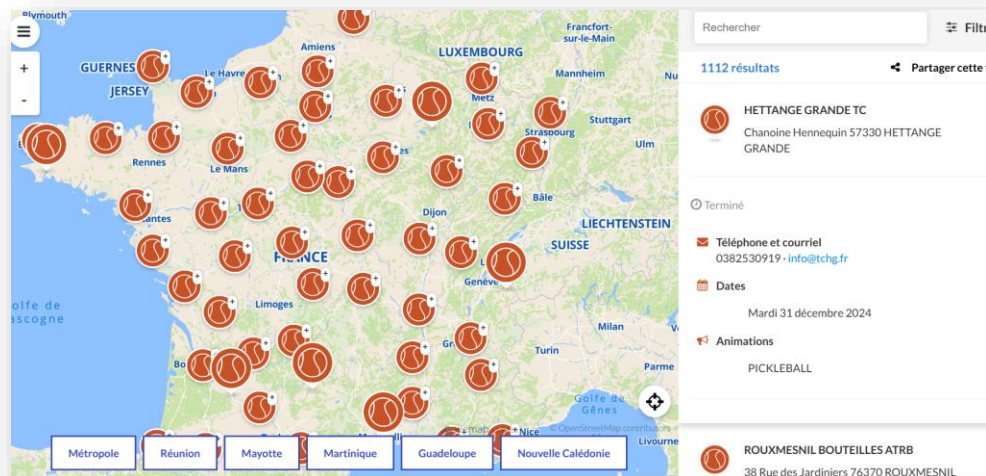 Plymouth
Francfort-
sur-le-Main
Amiens
LUXEMBOURG
GUERNES
Le Havre
Mannheim
JERSEY
Metz
Stuttgart
Strasbourg
Ulm
Rennes
Le Mans
Bâle
Dijon
LIECHTENSTEIN
SUISSE
FRANCE
Genève
Limoges
Milan
Turin
Parme
Golfe de
Gênes
Nice
© OpenStreetMap contributors
Livourne
+
-
Métropole
Réunion
Mayotte
Martinique
Guadeloupe
Nouvelle Calédonie
Rechercher
Filtr
1112 résultats
Partager cette
HETTANGE GRANDE TC
Chanoine Hennequin 57330 HETTANGE
GRANDE
Terminé
Téléphone et courriel
0382530919 · info@tchg.fr
Dates
Mardi 31 décembre 2024
Animations
PICKLEBALL
ROUXMESNIL BOUTEILLES ATRB
38 Rue des Jardiniers 76370 ROUXMESNIL